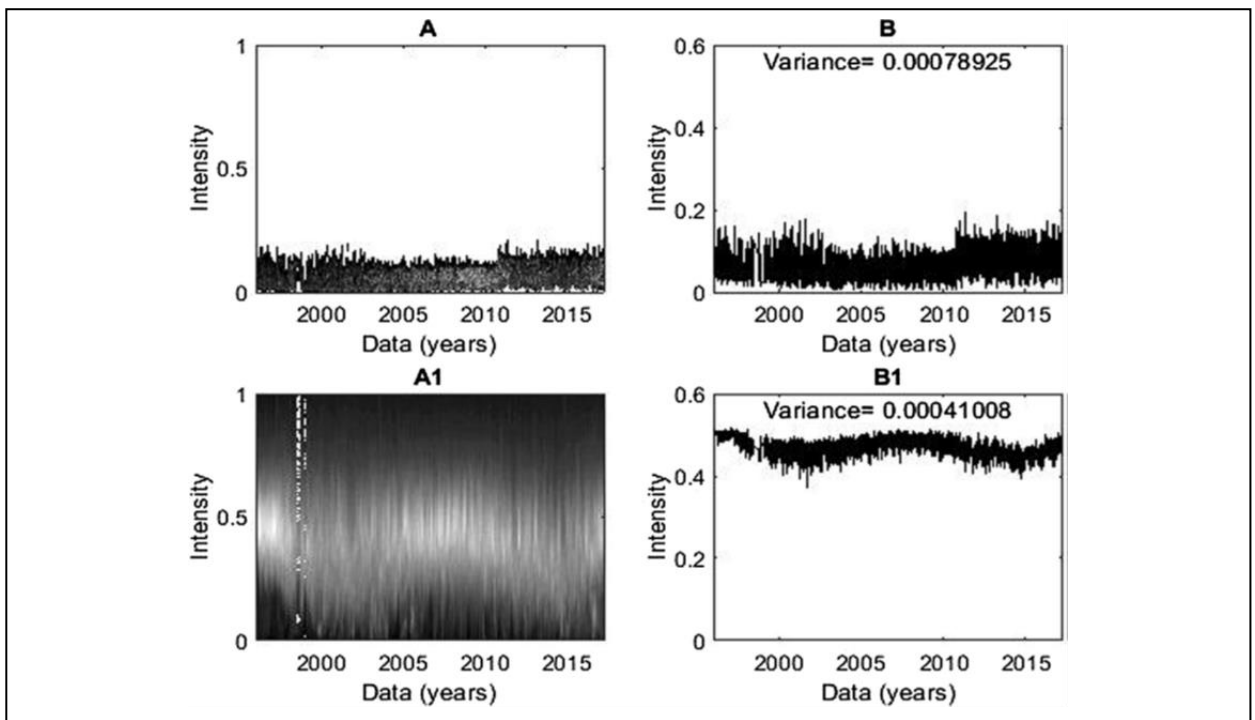 A
1
0.5
0
Intensity
2000 2005 2010 2015
Data (years)
B
Variance= 0.00078925
0.6
0.4
0.2
0
Intensity
2000 2005 2010 2015
Data (years)
A1
1
0.5
0
Intensity
2000 2005 2010 2015
Data (years)
B1
Variance= 0.00041008
0.6
0.4
0.2
0
Intensity
2000 2005 2010 2015
Data (years)